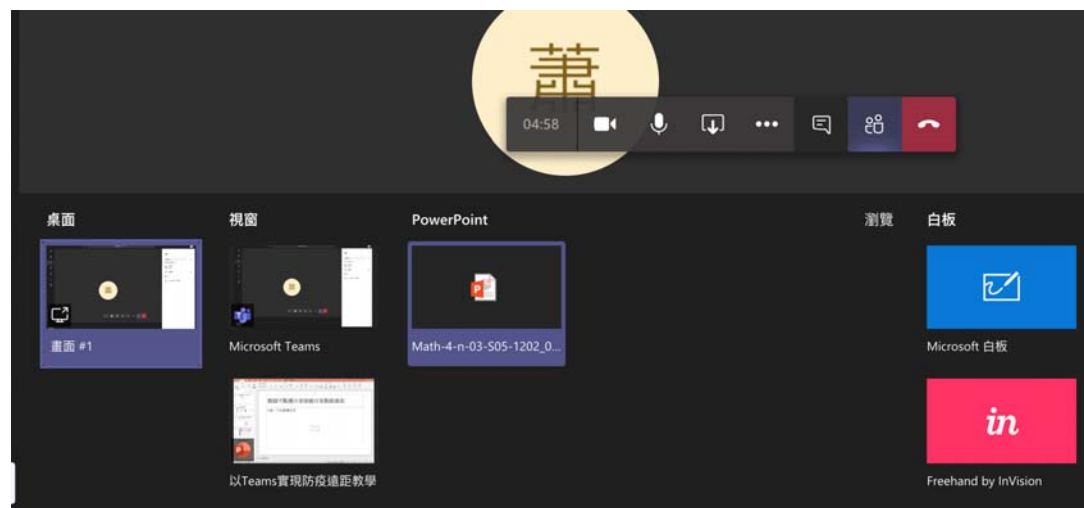 蕭
04:58
桌面
視窗
PowerPoint
瀏覽
白板
畫面 #1
Microsoft Teams
Math-4-n-03-S05-1202_0...
Microsoft 白板
以Teams實現防疫遠距教學
in
Freehand by InVision